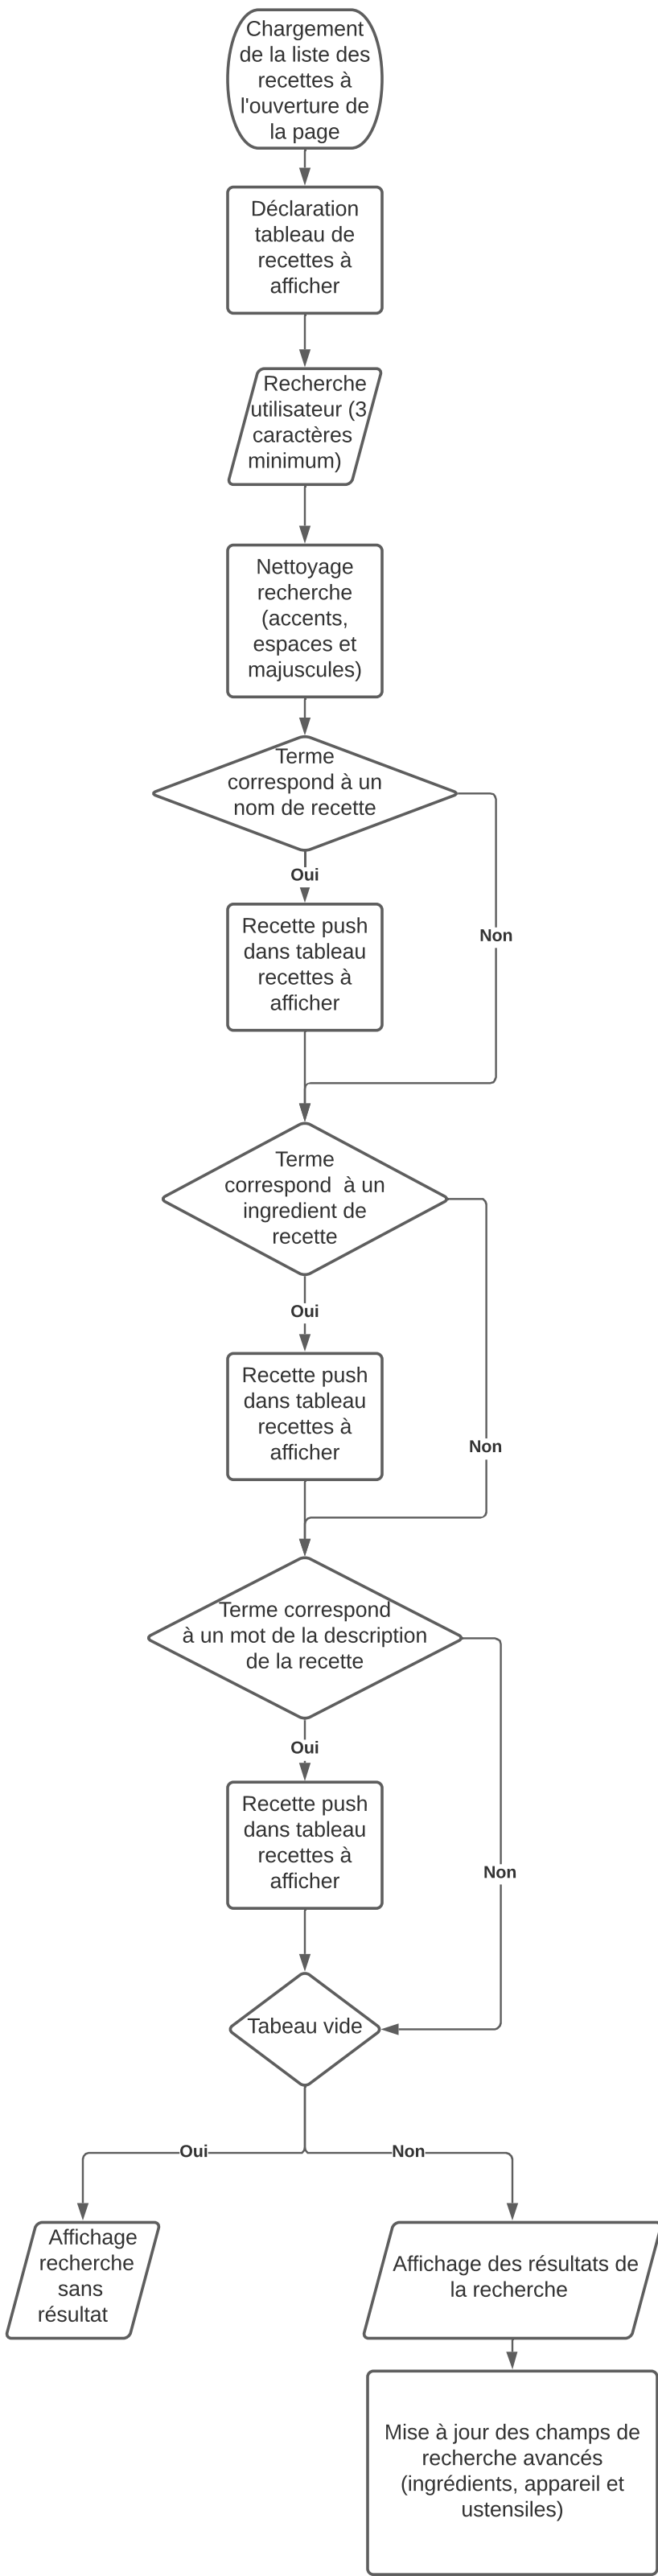 Chargement
de la liste des
recettes à
l'ouverture de
la page
Déclaration
tableau de
recettes à
afficher
Recherche
utilisateur (3
caractères
minimum)
Nettoyage
recherche
(accents,
espaces et
majuscules)
Terme
correspond à un
nom de recette
Oui
Recette push
dans tableau
recettes à
afficher
Non
Terme
correspond  à un
ingredient de
recette
Oui
Recette push
dans tableau
recettes à
afficher
Non
Terme correspond
à un mot de la description
de la recette
Oui
Recette push
dans tableau
recettes à
afficher
Non
Tabeau vide
Oui
Non
Affichage
recherche
sans
résultat
Affichage des résultats de
la recherche
Mise à jour des champs de
recherche avancés
(ingrédients, appareil et
ustensiles)